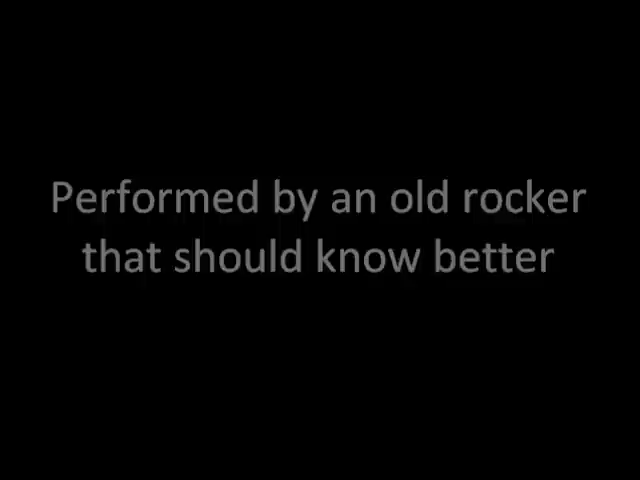 Performed by an old rocker
that should know better